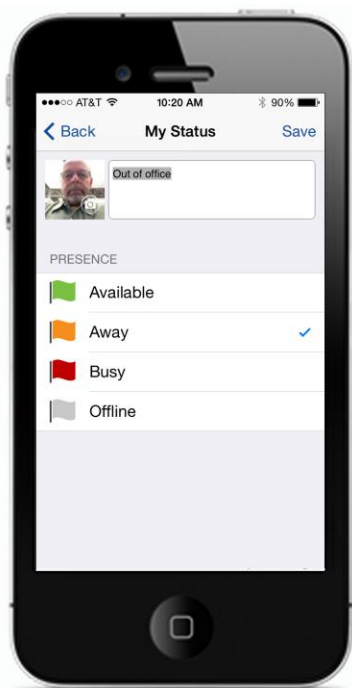 AT&T 10:20 AM 90%
Back My Status Save
Out of office
PRESENCE
Available
Away
Busy
Offline